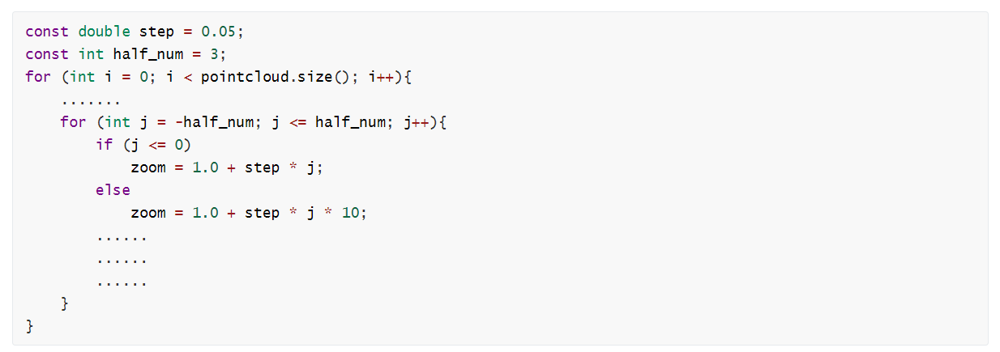 const double step = 0.05;
const int half_num = 3;
for (int i = 0; i < pointcloud.size(); i++){
    .......
    for (int j = -half_num; j <= half_num; j++){
        if (j <= 0)
            zoom = 1.0 + step * j;
        else
            zoom = 1.0 + step * j * 10;
        ......
        ......
        ......
    }
}